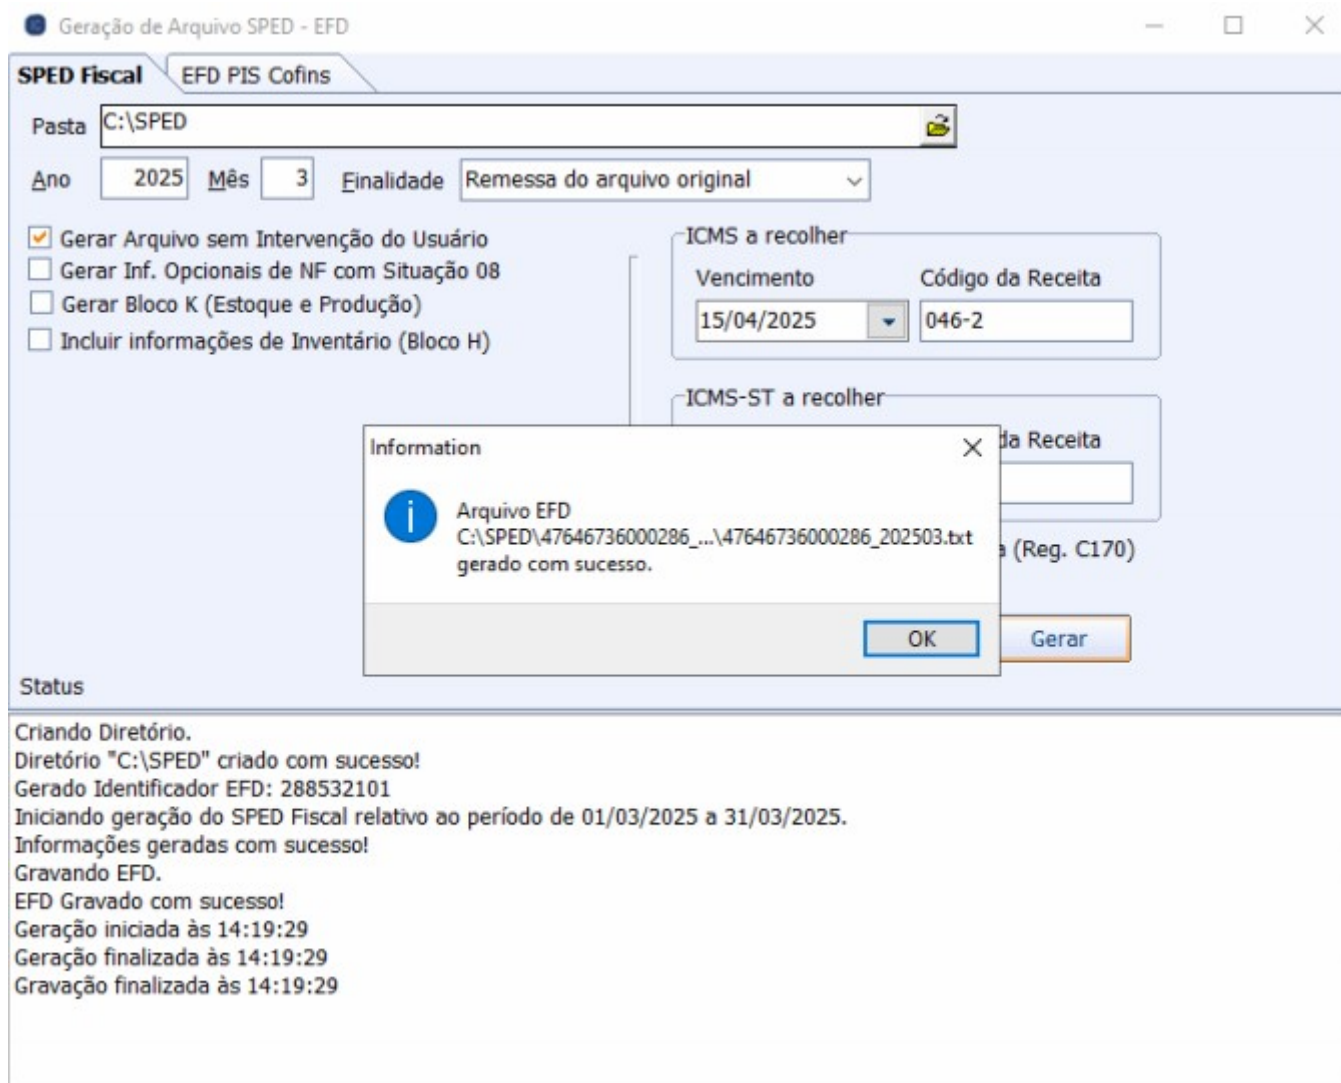 Geração de Arquivo SPED - EFD
SPED Fiscal EFD PIS Cofins
Pasta C:\SPED
Ano 2025 Mês 3 Finalidade Remessa do arquivo original
Gerar Arquivo sem Intervenção do Usuário
Gerar Inf. Opcionais de NF com Situação 08
Gerar Bloco K (Estoque e Produção)
Incluir informações de Inventário (Bloco H)
ICMS a recolher
Vencimento Código da Receita
15/04/2025 046-2
ICMS-ST a recolher
da Receita
(Reg. C170)
Information
Arquivo EFD
C:\SPED\47646736000286_...\47646736000286_202503.txt
gerado com sucesso.
OK
Gerar
Status
Criando Diretório.
Diretório "C:\SPED" criado com sucesso!
Gerado Identificador EFD: 288532101
Iniciando geração do SPED Fiscal relativo ao período de 01/03/2025 a 31/03/2025.
Informações geradas com sucesso!
Gravando EFD.
EFD Gravado com sucesso!
Geração iniciada às 14:19:29
Geração finalizada às 14:19:29
Gravação finalizada às 14:19:29